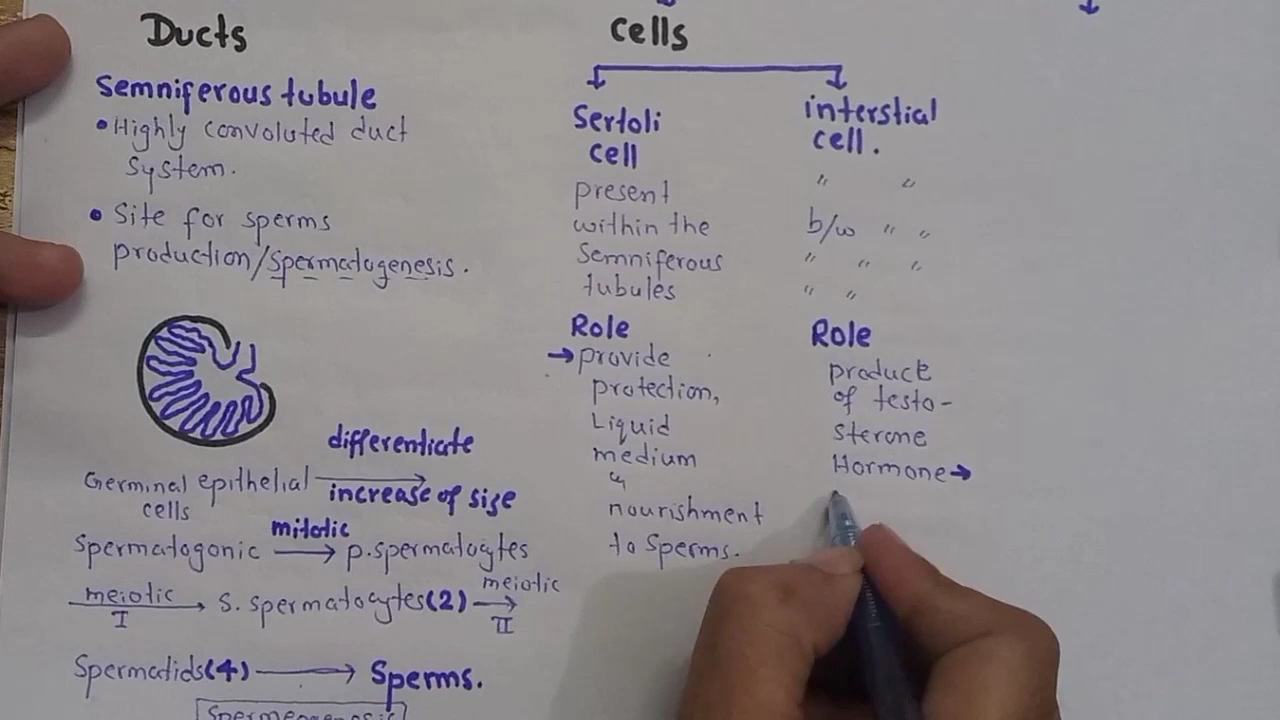 Ducts
Semniferous tubule
• Highly convoluted duct
system.
• Site for sperms
production/spermatogenesis.
differentiate
Germinal epithelial
increase of size
cells
mitotic
Spermatogonic → p.spermatocytes
meiotic
I
→ s. spermatocytes(2) →
meiotic
II
Spermatids(4) → Sperms.
cells
Sertoli
cell
present
within the
Semniferous
tubules
Role
→ provide
protection,
Liquid
medium
nourishment
to sperms.
interstial
cell.
" "
b/w " "
" " "
" "
Role
product
of testo-
sterone
Hormone→